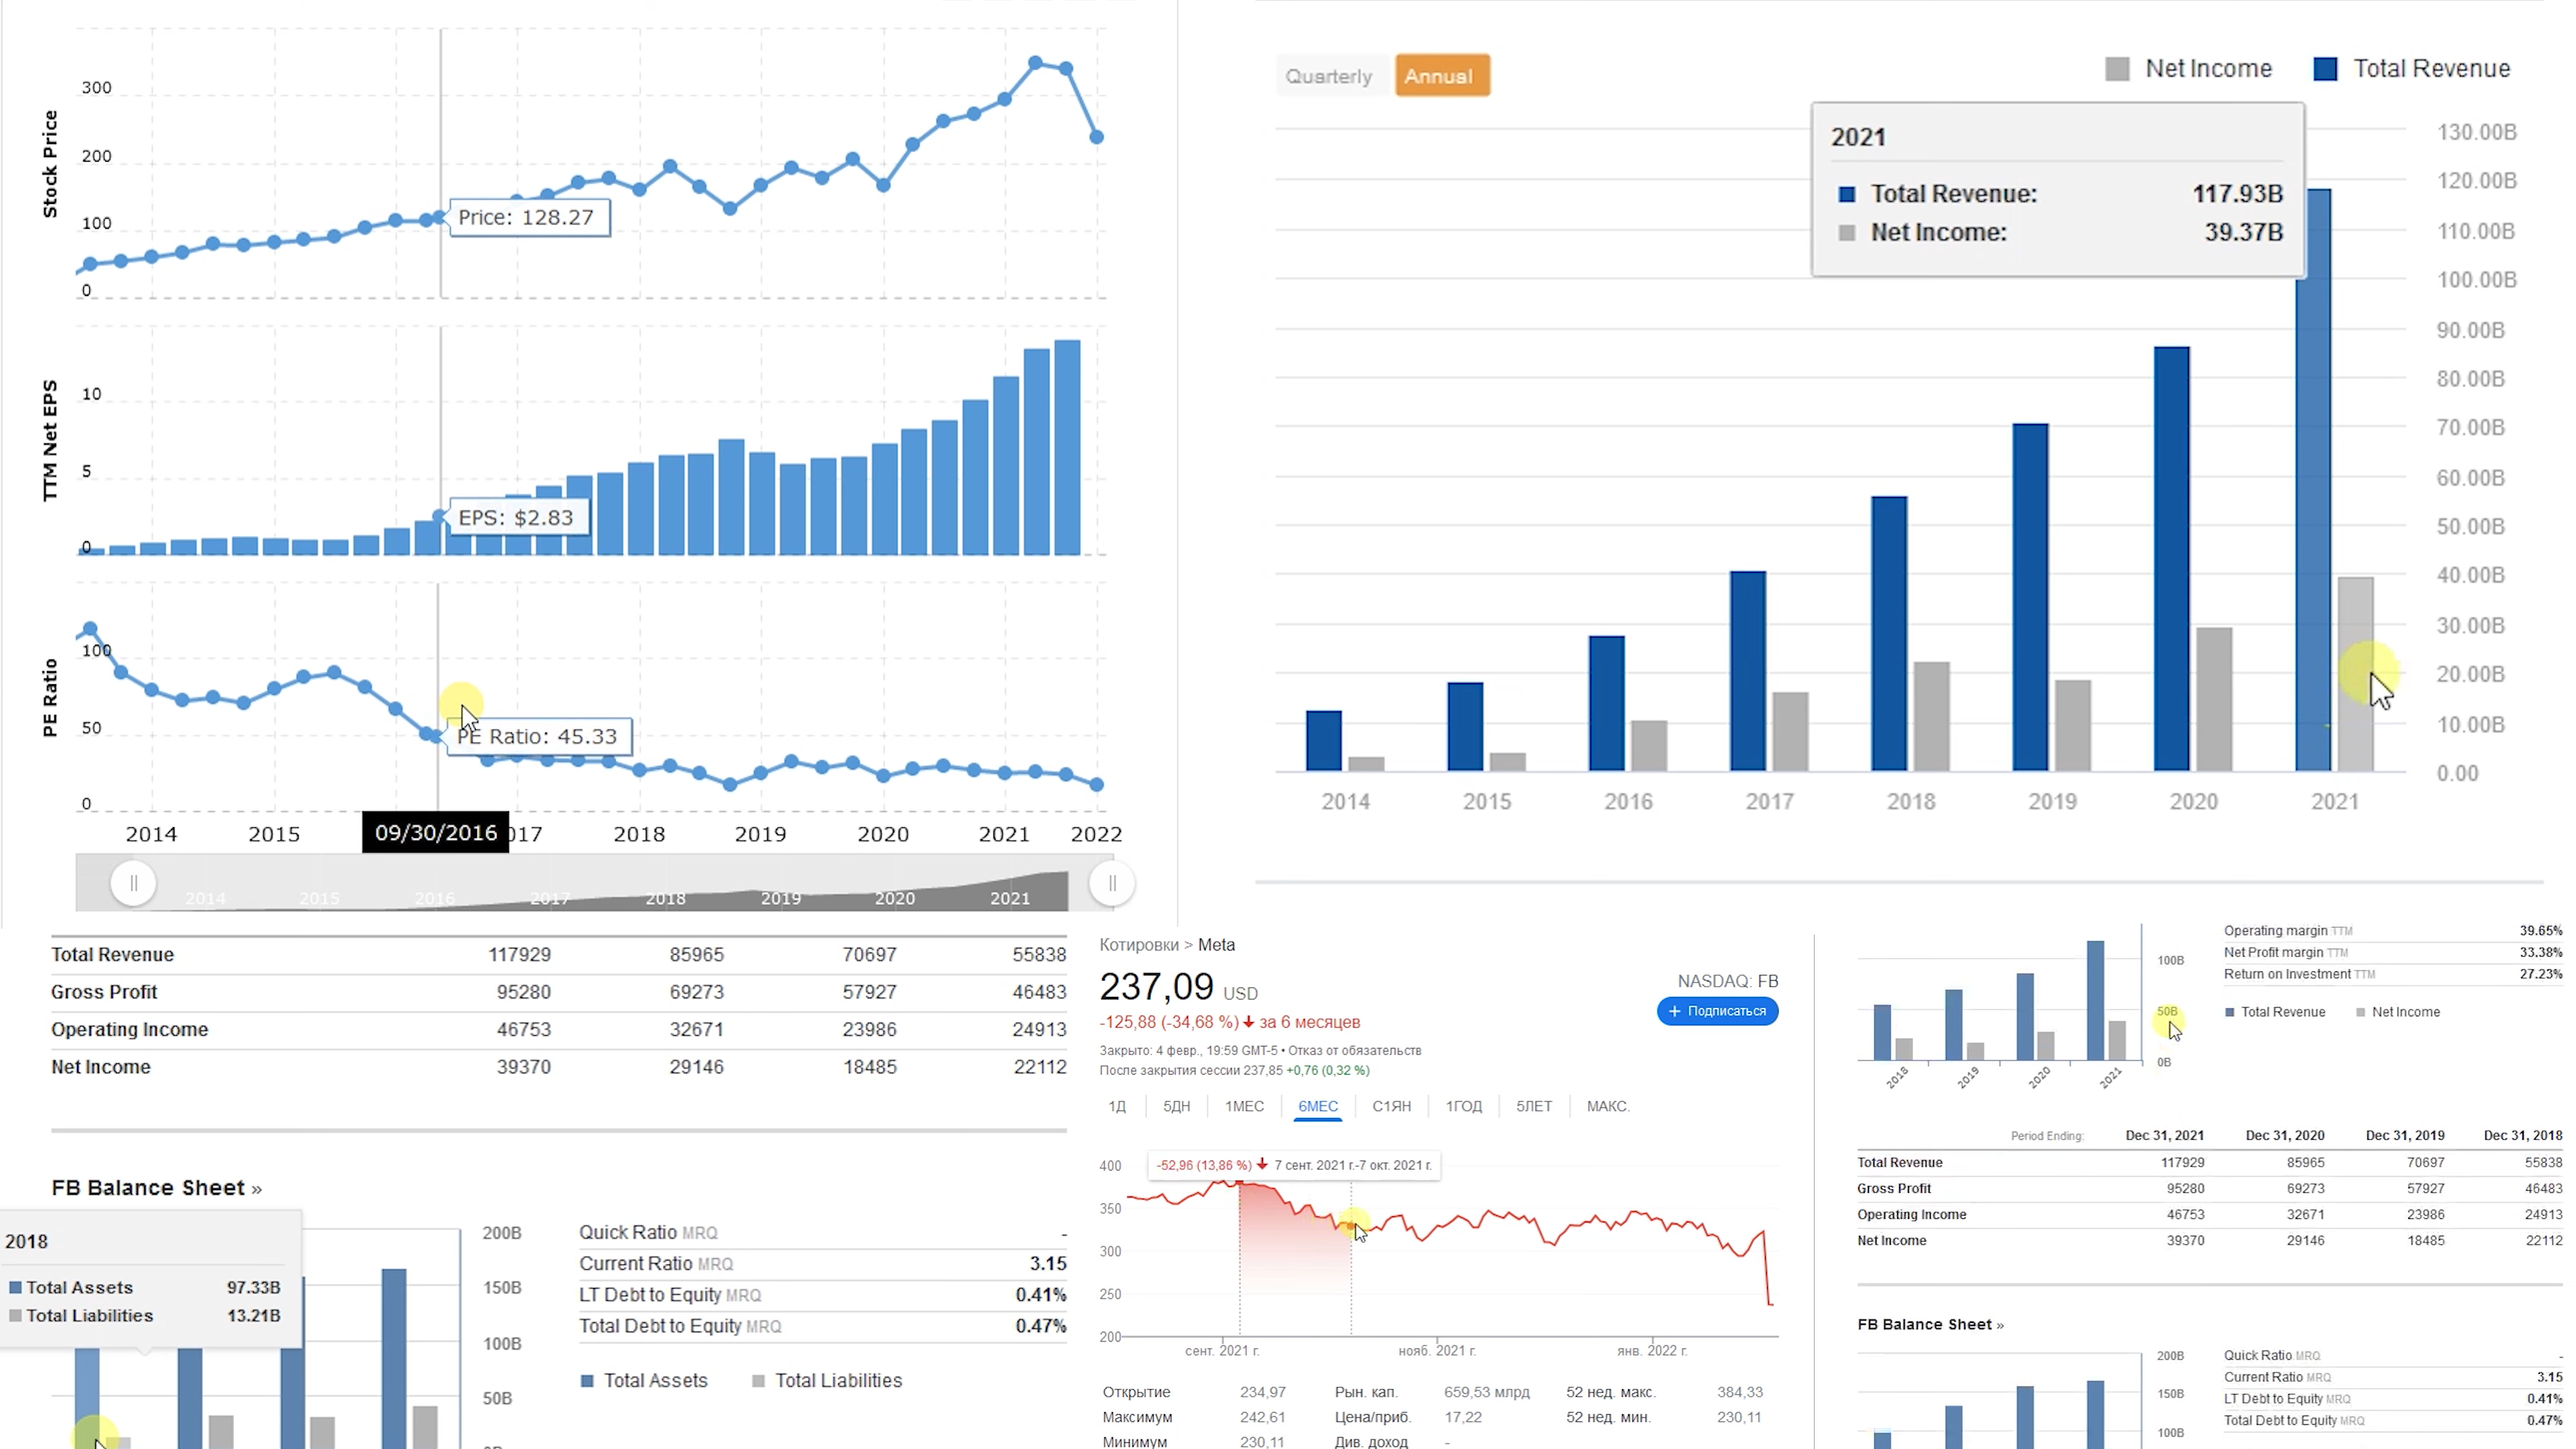 Stock Price
300
200
100
0
Price: 128.27
TTM Net EPS
10
5
0
EPS: $2.83
PE Ratio
100
50
0
PE Ratio: 45.33
2014 2015 09/30/2016 017 2018 2019 2020 2021 2022
2014 2015 2016 2017 2018 2019 2020 2021
Quarterly Annual
Net Income Total Revenue
2021
Total Revenue: 117.93B
Net Income: 39.37B
130.00B
120.00B
110.00B
100.00B
90.00B
80.00B
70.00B
60.00B
50.00B
40.00B
30.00B
20.00B
10.00B
0.00
2014 2015 2016 2017 2018 2019 2020 2021
Total Revenue 117929 85965 70697 55838
Gross Profit 95280 69273 57927 46483
Operating Income 46753 32671 23986 24913
Net Income 39370 29146 18485 22112
FB Balance Sheet »
2018
Total Assets 97.33B
Total Liabilities 13.21B
200B
150B
100B
50B
Quick Ratio MRQ -
Current Ratio MRQ 3.15
LT Debt to Equity MRQ 0.41%
Total Debt to Equity MRQ 0.47%
Total Assets Total Liabilities
Котировки > Meta
237,09 USD
NASDAQ: FB
+ Подписаться
-125,88 (-34,68 %) за 6 месяцев
Закрыто: 4 февр., 19:59 GMT-5 • Отказ от обязательств
После закрытия сессии 237,85 +0,76 (0,32 %)
1Д 5ДН 1МЕС 6МЕС С1ЯН 1ГОД 5ЛЕТ МАКС.
-52,96 (13,86 %) 7 сент. 2021 г.-7 окт. 2021 г.
400
350
300
250
200
сент. 2021 г. нояб. 2021 г. янв. 2022 г.
Открытие 234,97 Рын. кап. 659,53 млрд 52 нед. макс. 384,33
Максимум 242,61 Цена/приб. 17,22 52 нед. мин. 230,11
Минимум 230,11 Див. доход -
100B
50B
0B
2018 2019 2020 2021
Operating margin TTM 39.65%
Net Profit margin TTM 33.38%
Return on Investment TTM 27.23%
Total Revenue Net Income
Period Ending: Dec 31, 2021 Dec 31, 2020 Dec 31, 2019 Dec 31, 2018
Total Revenue 117929 85965 70697 55838
Gross Profit 95280 69273 57927 46483
Operating Income 46753 32671 23986 24913
Net Income 39370 29146 18485 22112
FB Balance Sheet »
200B
150B
100B
Quick Ratio MRQ -
Current Ratio MRQ 3.15
LT Debt to Equity MRQ 0.41%
Total Debt to Equity MRQ 0.47%